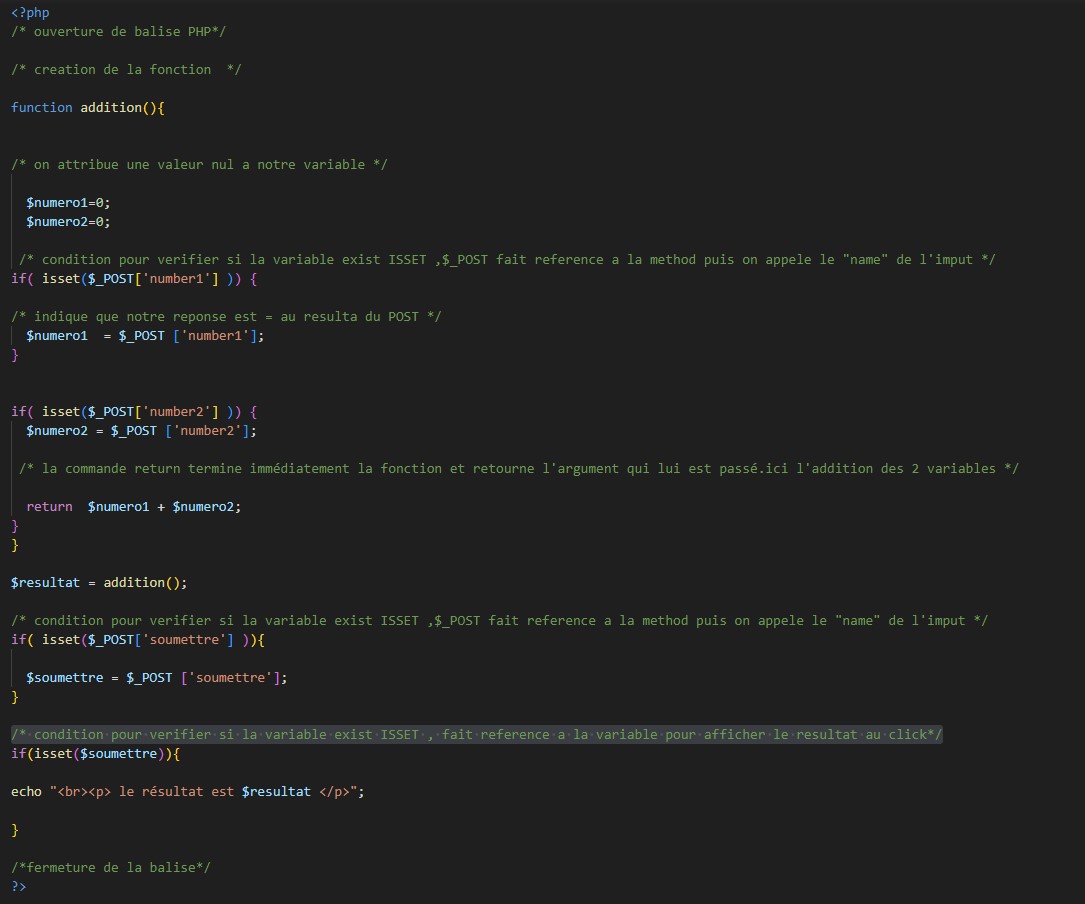 <?php
/* ouverture de balise PHP*/
/* creation de la fonction  */
function addition(){
/* on attribue une valeur nul a notre variable */
$numero1=0;
$numero2=0;
/* condition pour verifier si la variable exist ISSET ,$_POST fait reference a la method puis on appele le "name" de l'imput */
if( isset($_POST['number1'] )) {
/* indique que notre reponse est = au resulta du POST */
$numero1  = $_POST ['number1'];
}
if( isset($_POST['number2'] )) {
$numero2 = $_POST ['number2'];
/* la commande return termine immédiatement la fonction et retourne l'argument qui lui est passé.ici l'addition des 2 variables */
return  $numero1 + $numero2;
}
}
$resultat = addition();
/* condition pour verifier si la variable exist ISSET ,$_POST fait reference a la method puis on appele le "name" de l'imput */
if( isset($_POST['soumettre'] )){
$soumettre = $_POST ['soumettre'];
}
/* condition pour verifier si la variable exist ISSET , fait reference a la variable pour afficher le resultat au click*/
if(isset($soumettre)){
echo "<br><p> le résultat est $resultat </p>";
}
/*fermeture de la balise*/
?>